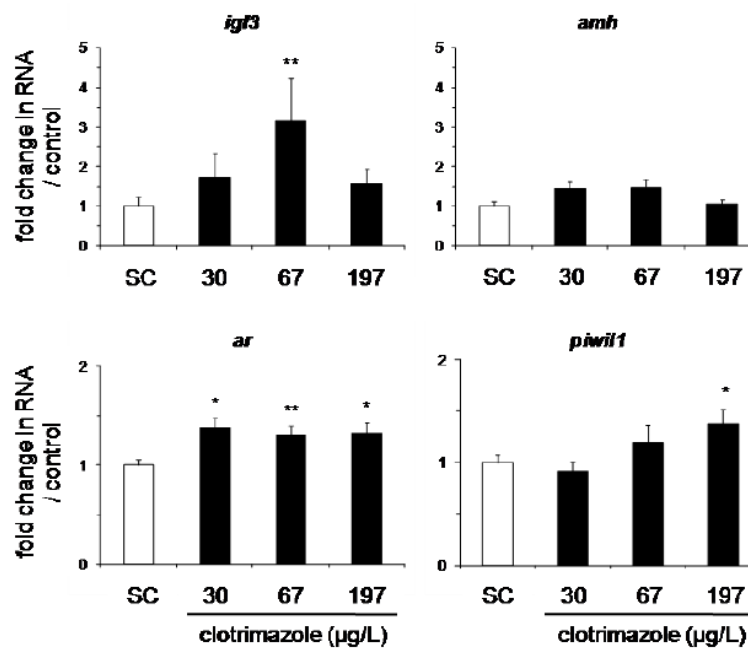 igf3
5
4
3
2
1
0
fold change in RNA
/ control
**
SC 30 67 197
amh
5
4
3
2
1
0
SC 30 67 197
ar
2
1
0
fold change in RNA
/ control
* ** *
SC 30 67 197
clotrimazole (µg/L)
piwil1
2
1
0
*
SC 30 67 197
clotrimazole (µg/L)